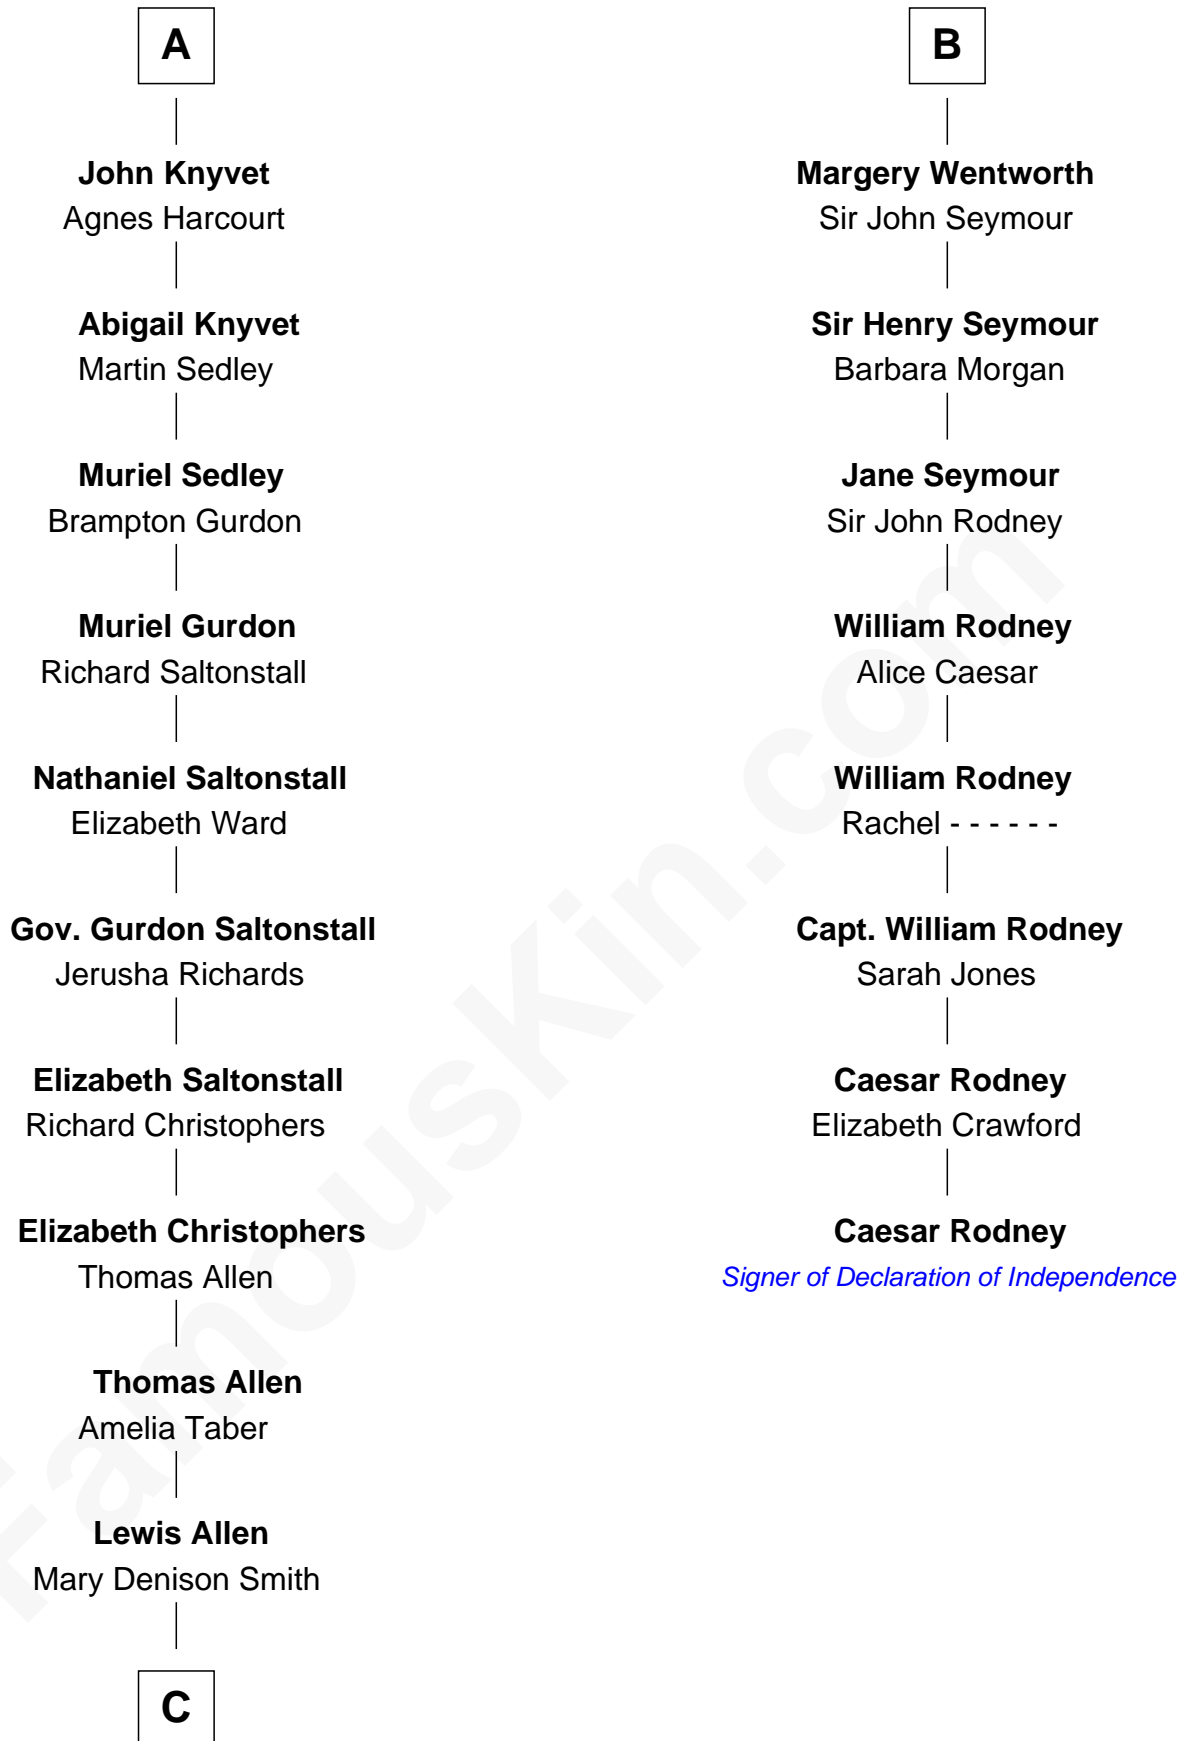 A
John Knyvet
Agnes Harcourt
Abigail Knyvet
Martin Sedley
Muriel Sedley
Brampton Gurdon
Muriel Gurdon
Richard Saltonstall
Nathaniel Saltonstall
Elizabeth Ward
Gov. Gurdon Saltonstall
Jerusha Richards
Elizabeth Saltonstall
Richard Christophers
Elizabeth Christophers
Thomas Allen
Thomas Allen
Amelia Taber
Lewis Allen
Mary Denison Smith
C
B
Margery Wentworth
Sir John Seymour
Sir Henry Seymour
Barbara Morgan
Jane Seymour
Sir John Rodney
William Rodney
Alice Caesar
William Rodney
Rachel - - - - - -
Capt. William Rodney
Sarah Jones
Caesar Rodney
Elizabeth Crawford
Caesar Rodney
Signer of Declaration of Independence
FamousKin.com